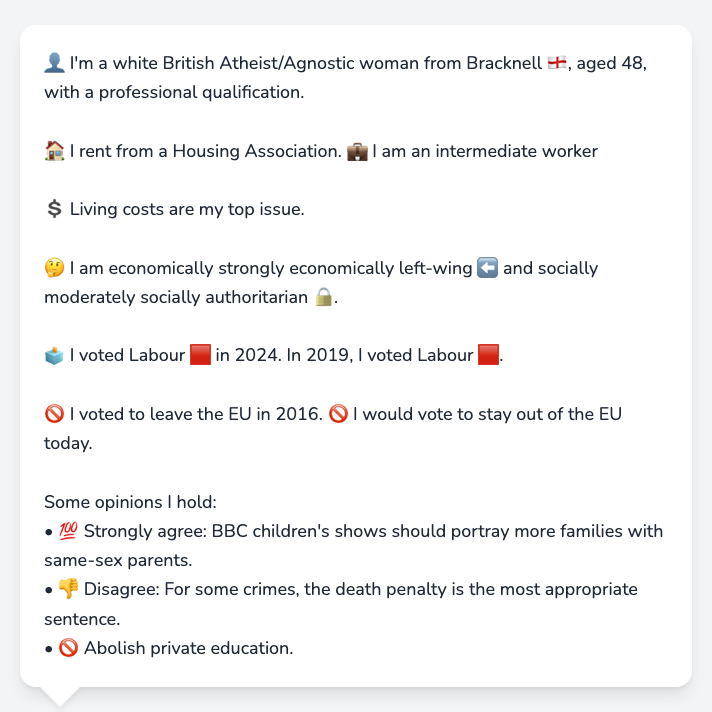 👤 I'm a white British Atheist/Agnostic woman from Bracknell 🏴󠁧󠁢󠁥󠁮󠁧󠁿, aged 48,
with a professional qualification.
🏠 I rent from a Housing Association. 💼 I am an intermediate worker
💲 Living costs are my top issue.
🤔 I am economically strongly economically left-wing ⬅️ and socially
moderately socially authoritarian 🔒.
🗳️ I voted Labour 🟥 in 2024. In 2019, I voted Labour 🟥.
🚫 I voted to leave the EU in 2016. 🚫 I would vote to stay out of the EU
today.
Some opinions I hold:
• 💯 Strongly agree: BBC children's shows should portray more families with
same-sex parents.
• 👎 Disagree: For some crimes, the death penalty is the most appropriate
sentence.
• 🚫 Abolish private education.